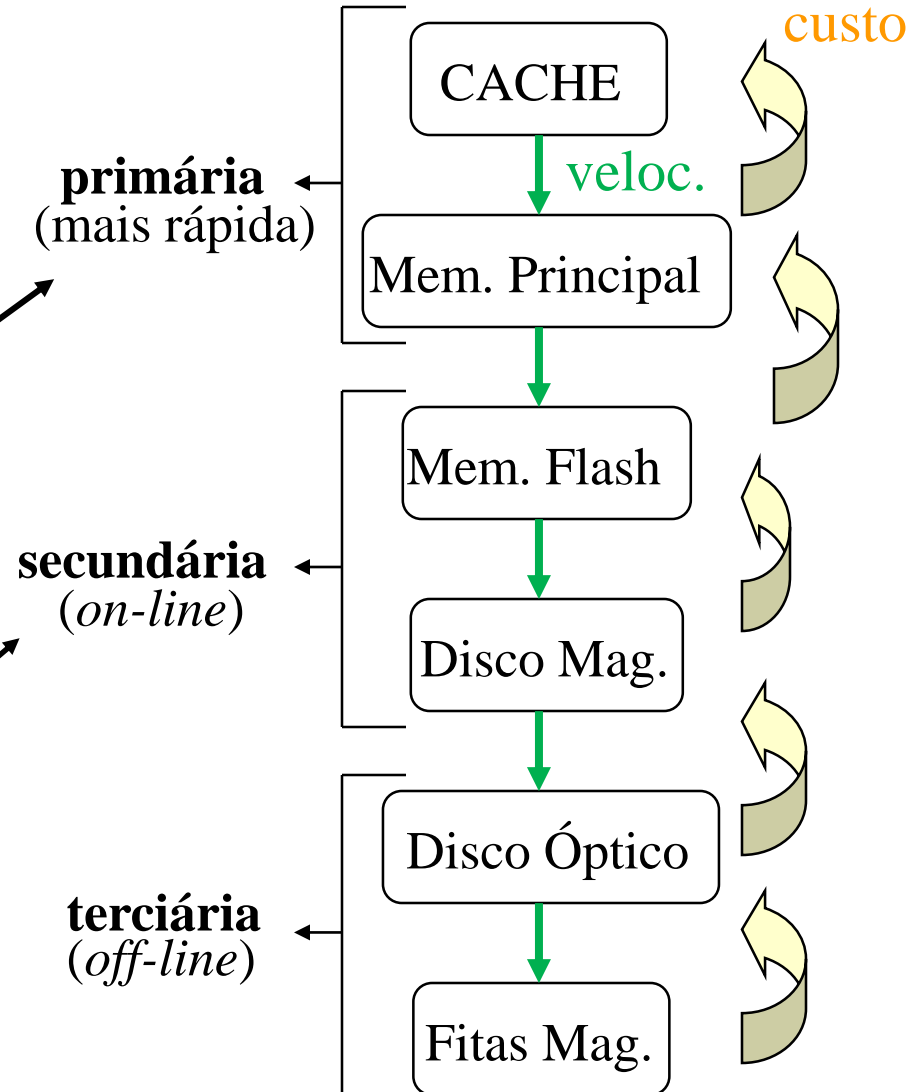 custo
CACHE
veloc.
primária
(mais rápida)
Mem. Principal
Mem. Flash
secundária
(on-line)
Disco Mag.
Disco Óptico
terciária
(off-line)
Fitas Mag.